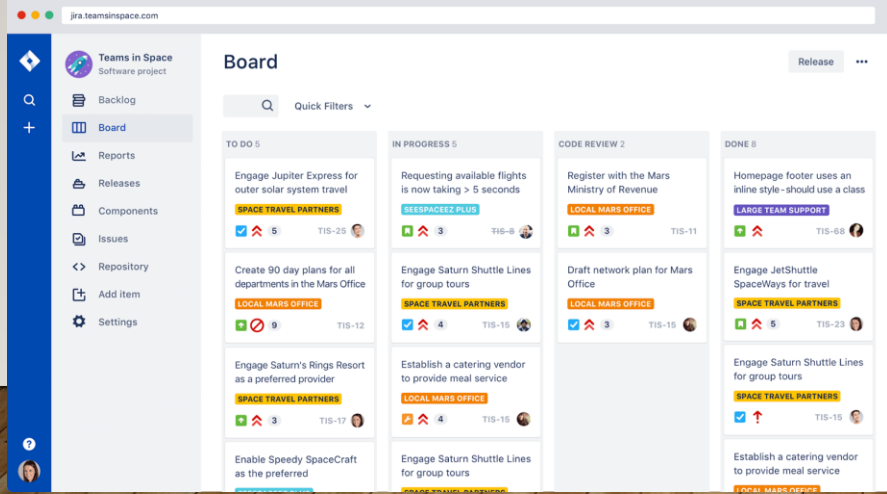 jira.teamsinspace.com
Teams in Space
Software project
Backlog
Board
Reports
Releases
Components
Issues
Repository
Add item
Settings
Board
Release
Quick Filters
TO DO 5
Engage Jupiter Express for
outer solar system travel
SPACE TRAVEL PARTNERS
5
TIS-25
Create 90 day plans for all
departments in the Mars Office
LOCAL MARS OFFICE
9
TIS-12
Engage Saturn's Rings Resort
as a preferred provider
SPACE TRAVEL PARTNERS
3
TIS-17
Enable Speedy SpaceCraft
as the preferred
SEESPACEEZ PLUS
IN PROGRESS 5
Requesting available flights
is now taking > 5 seconds
SEESPACEEZ PLUS
3
TIS-8
Engage Saturn Shuttle Lines
for group tours
SPACE TRAVEL PARTNERS
4
TIS-15
Establish a catering vendor
to provide meal service
LOCAL MARS OFFICE
4
TIS-15
Engage Saturn Shuttle Lines
for group tours
SPACE TRAVEL PARTNERS
CODE REVIEW 2
Register with the Mars
Ministry of Revenue
LOCAL MARS OFFICE
3
TIS-11
Draft network plan for Mars
Office
LOCAL MARS OFFICE
3
TIS-15
DONE 8
Homepage footer uses an
inline style - should use a class
LARGE TEAM SUPPORT
TIS-68
Engage JetShuttle
SpaceWays for travel
SPACE TRAVEL PARTNERS
5
TIS-23
Engage Saturn Shuttle Lines
for group tours
SPACE TRAVEL PARTNERS
TIS-15
Establish a catering vendor
to provide meal service
LOCAL MARS OFFICE